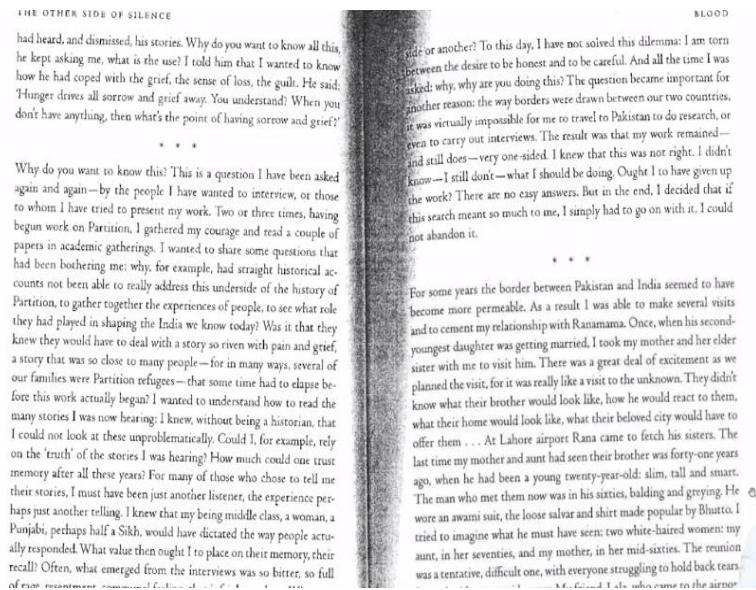 THE OTHER SIDE OF SILENCE
had heard, and dismissed, his stories. Why do you want to know all this,
he kept asking me, what is the use? I told him that I wanted to know
how he had coped with the grief, the sense of loss, the guilt. He said:
'Hunger drives all sorrow and grief away. You understand? When you
don't have anything, then what's the point of having sorrow and grief?'
* * *
Why do you want to know this? This is a question I have been asked
again and again—by the people I have wanted to interview, or those
to whom I have tried to present my work. Two or three times, having
begun work on Partition, I gathered my courage and read a couple of
papers in academic gatherings. I wanted to share some questions that
had been bothering me: why, for example, had straight historical ac-
counts not been able to really address this underside of the history of
Partition, to gather together the experiences of people, to see what role
they had played in shaping the India we know today? Was it that they
knew they would have to deal with a story so riven with pain and grief,
a story that was so close to many people—for in many ways, several of
our families were Partition refugees—that some time had to elapse be-
fore this work actually began? I wanted to understand how to read the
many stories I was now hearing: I knew, without being a historian, that
I could not look at these unproblematically. Could I, for example, rely
on the 'truth' of the stories I was hearing? How much could one trust
memory after all these years? For many of those who chose to tell me
their stories, I must have been just another listener, the experience per-
haps just another telling. I knew that my being middle class, a woman, a
Punjabi, perhaps half a Sikh, would have dictated the way people actu-
ally responded. What value then ought I to place on their memory, their
recall? Often, what emerged from the interviews was so bitter, so full
of rage, resentment, communal feeling
BLOOD
side or another? To this day, I have not solved this dilemma: I am torn
between the desire to be honest and to be careful. And all the time I was
asked: why, why are you doing this? The question became important for
another reason: the way borders were drawn between our two countries,
it was virtually impossible for me to travel to Pakistan to do research, or
even to carry out interviews. The result was that my work remained—
and still does—very one-sided. I knew that this was not right. I didn't
know—I still don't—what I should be doing. Ought I to have given up
the work? There are no easy answers. But in the end, I decided that if
this search meant so much to me, I simply had to go on with it. I could
not abandon it.
* * *
For some years the border between Pakistan and India seemed to have
become more permeable. As a result I was able to make several visits
and to cement my relationship with Ranamama. Once, when his second-
youngest daughter was getting married, I took my mother and her elder
sister with me to visit him. There was a great deal of excitement as we
planned the visit, for it was really like a visit to the unknown. They didn't
know what their brother would look like, how he would react to them,
what their home would look like, what their beloved city would have to
offer them . . . At Lahore airport Rana came to fetch his sisters. The
last time my mother and aunt had seen their brother was forty-one years
ago, when he had been a young twenty-year-old: slim, tall and smart.
The man who met them now was in his sixties, balding and greying. He
wore an awami suit, the loose salvar and shirt made popular by Bhutto. I
tried to imagine what he must have seen: two white-haired women: my
aunt, in her seventies, and my mother, in her mid-sixties. The reunion
was a tentative, difficult one, with everyone struggling to hold back tears.
My friend, Lala, who came to the airport